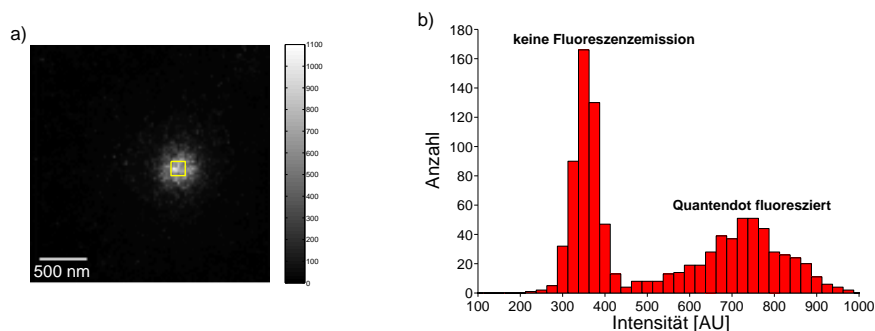 a)
1100
1000
900
800
700
600
500
400
300
200
100
0
500 nm
b)
180
160
140
120
100
80
60
40
20
0
Anzahl
keine Fluoreszenzemission
Quantendot fluoresziert
100 200 300 400 500 600 700 800 900 1000
Intensität [AU]